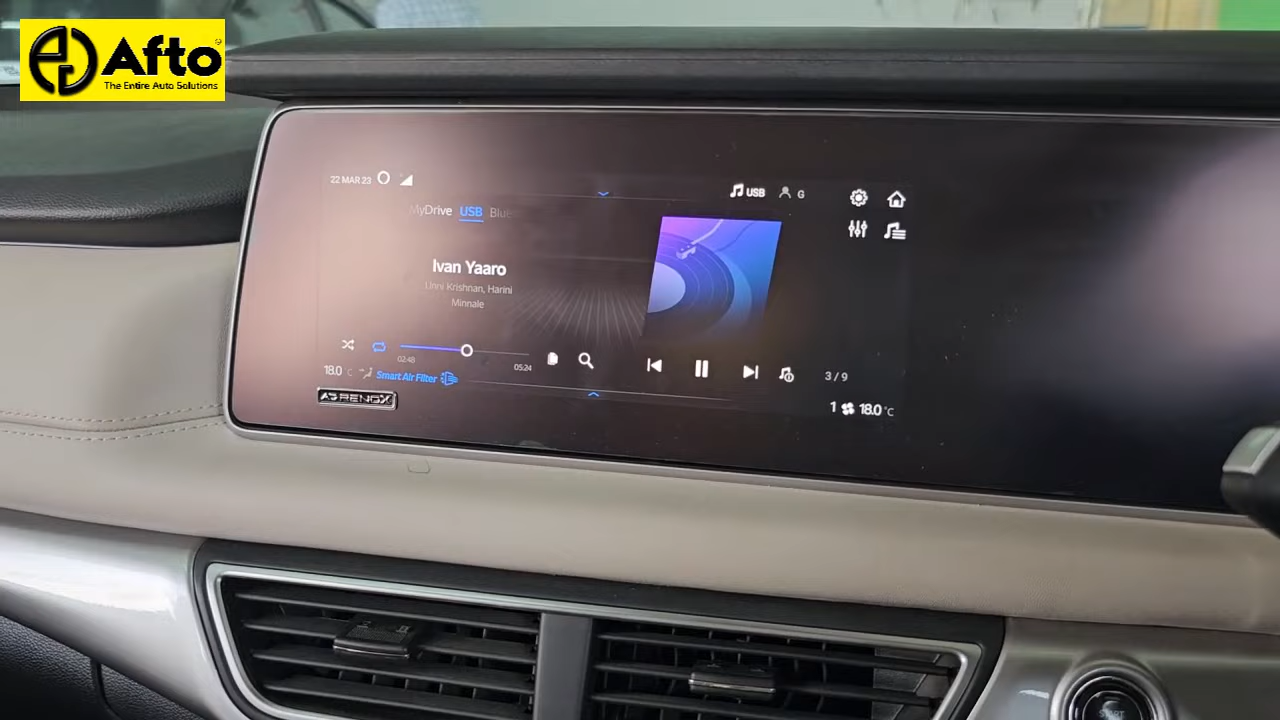 Afto
The Entire Auto Solutions
22 MAR 23
USB
G
MyDrive USB Blue
Ivan Yaaro
Unni Krishnan, Harini
Minnale
02:48
05:24
3 / 9
18.0°C
Smart Air Filter
1 18.0°C
START